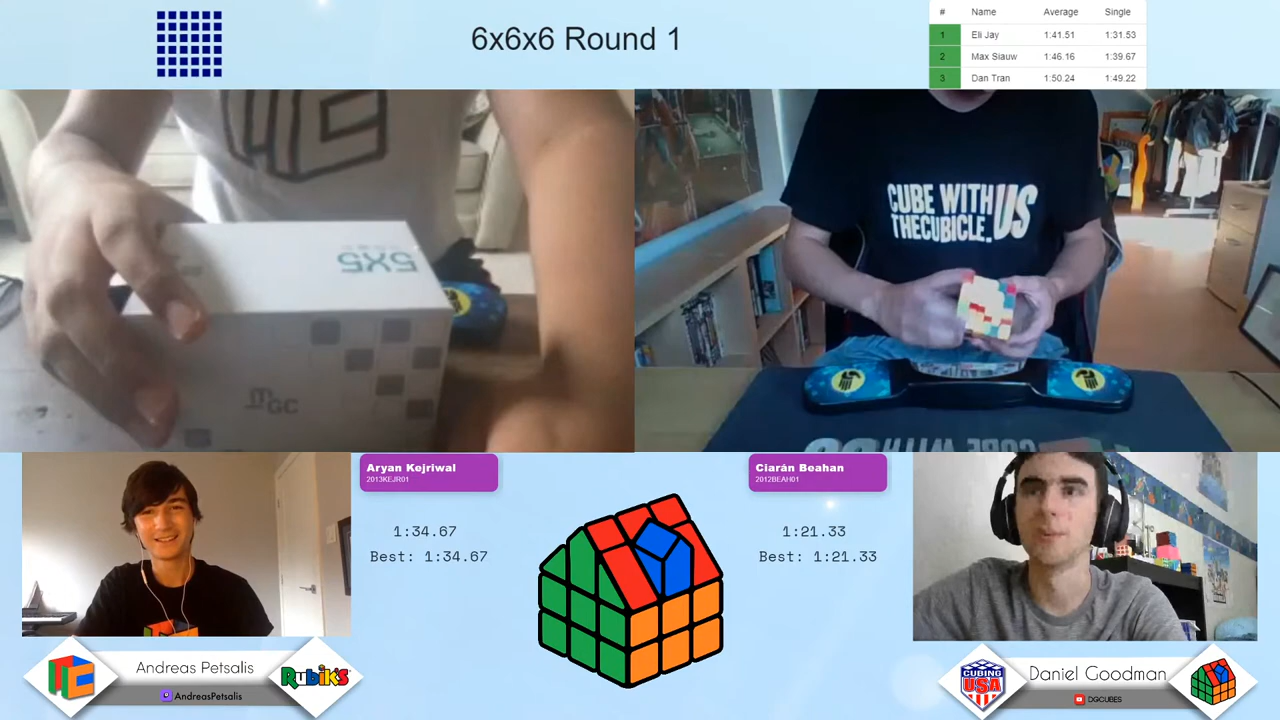 6x6x6 Round 1
# Name Average Single
1 Eli Jay 1:41.51 1:31.53
2 Max Siauw 1:46.16 1:39.67
3 Dan Tran 1:50.24 1:49.22
5X5
mGC
CUBE WITH US
THECUBICLE.
CUBE WITH
Aryan Kejriwal
2013KEJR01
1:34.67
Best: 1:34.67
Ciarán Beahan
2012BEAH01
1:21.33
Best: 1:21.33
Andreas Petsalis
AndreasPetsalis
RUBIK'S
CUBING
USA
Daniel Goodman
DGCUBES